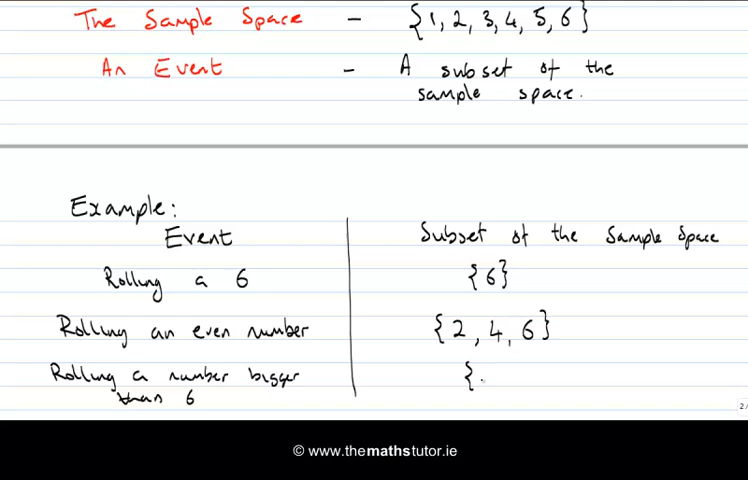 The Sample Space - {1, 2, 3, 4, 5, 6}
An Event - A subset of the
sample space.
Example:
Event Subset of the Sample Space
Rolling a 6 {6}
Rolling an even number {2, 4, 6}
Rolling a number bigger {
than 6
2/
© www.themathstutor.ie